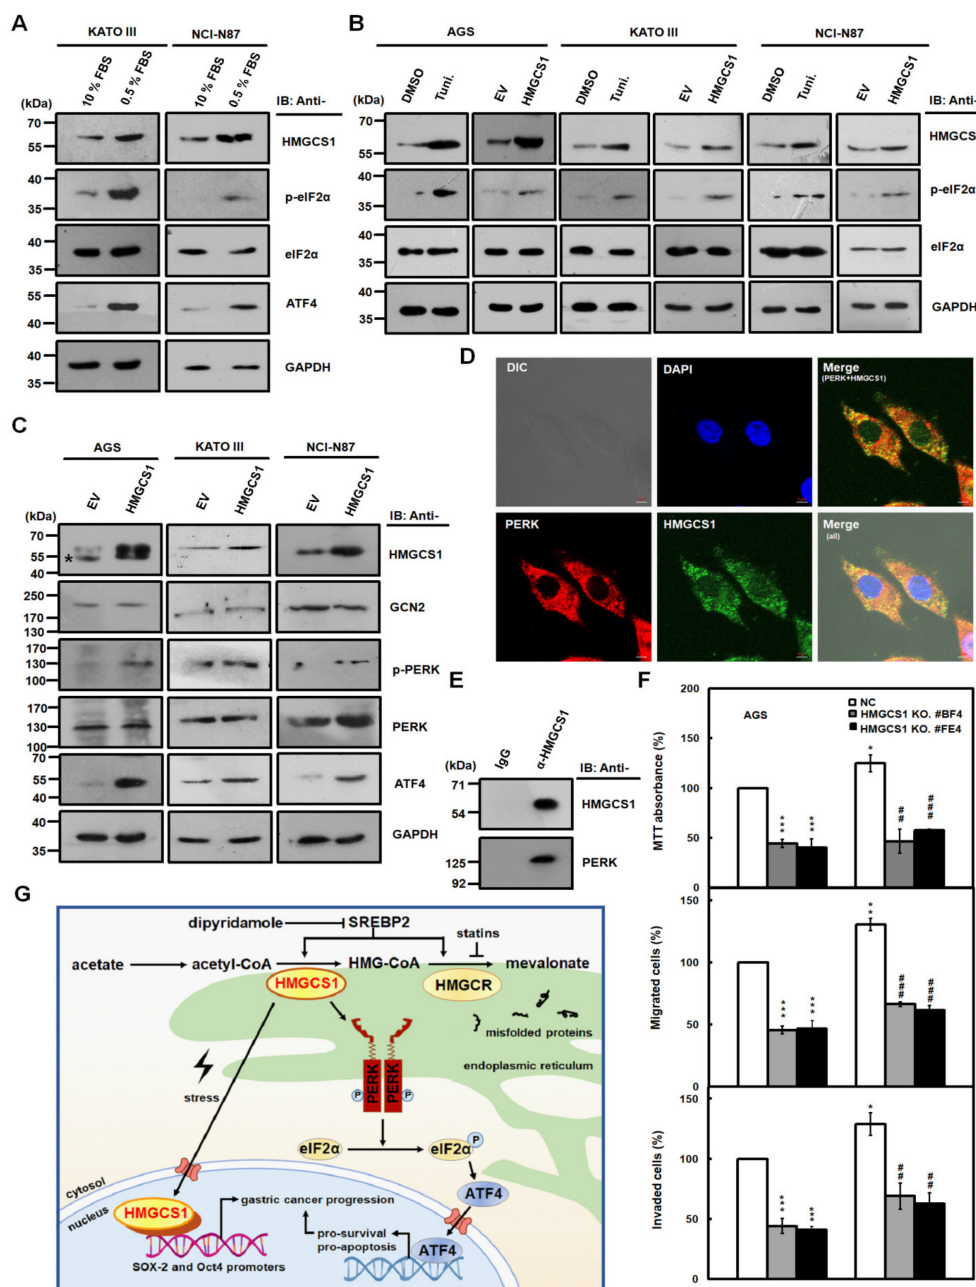 A
KATO III NCI-N87
10 % FBS 0.5 % FBS 10 % FBS 0.5 % FBS
(kDa) IB: Anti-
70
55
HMGCS1
40
35
p-eIF2α
40
35
eIF2α
55
40
ATF4
40
35
GAPDH
B
AGS KATO III NCI-N87
DMSO Tuni. EV HMGCS1 DMSO Tuni. EV HMGCS1 DMSO Tuni. EV HMGCS1
(kDa) IB: Anti-
70
55
HMGCS
40
35
p-eIF2α
40
35
eIF2α
40
35
GAPDH
C
AGS KATO III NCI-N87
EV HMGCS1 EV HMGCS1 EV HMGCS1
(kDa) IB: Anti-
70
55
*
40
HMGCS1
250
170
130
GCN2
170
130
100
p-PERK
170
130
100
PERK
70
55
40
ATF4
40
35
GAPDH
D
DIC DAPI Merge
(PERK+HMGCS1)
PERK HMGCS1 Merge
(all)
E
IgG α-HMGCS1
(kDa) IB: Anti-
71
54
HMGCS1
125
92
PERK
F
AGS
NC
HMGCS1 KO. #BF4
HMGCS1 KO. #FE4
MTT absorbance (%)
200
150
100
50
0
*** *** * ## ###
Migrated cells (%)
150
100
50
0
*** *** ** ### ###
Invaded cells (%)
150
100
50
0
*** *** * ## ##
G
dipyridamole SREBP2
statins
acetate acetyl-CoA HMG-CoA mevalonate
HMGCS1 HMGCR
misfolded proteins
endoplasmic reticulum
PERK PERK
P P
stress
eIF2α eIF2α P
cytosol
nucleus
ATF4
HMGCS1
gastric cancer progression
pro-survival
pro-apoptosis
ATF4
SOX-2 and Oct4 promoters